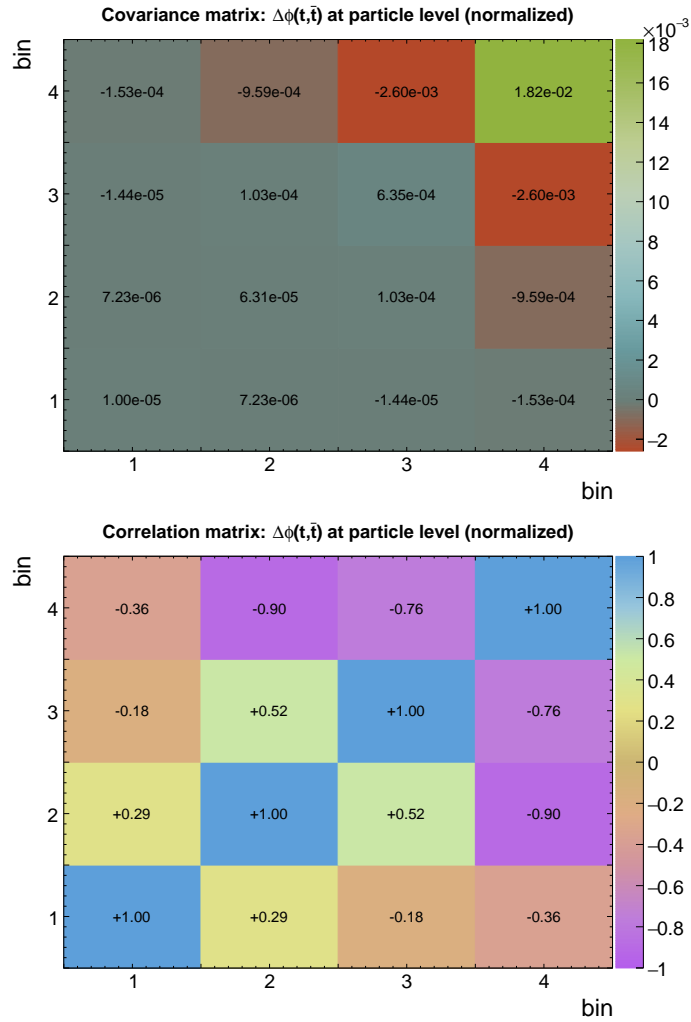 Covariance matrix: Δϕ(t,t̄) at particle level (normalized)
×10⁻³
bin
4 -1.53e-04 -9.59e-04 -2.60e-03 1.82e-02
3 -1.44e-05 1.03e-04 6.35e-04 -2.60e-03
2 7.23e-06 6.31e-05 1.03e-04 -9.59e-04
1 1.00e-05 7.23e-06 -1.44e-05 -1.53e-04
1 2 3 4
bin
18
16
14
12
10
8
6
4
2
0
−2
Correlation matrix: Δϕ(t,t̄) at particle level (normalized)
bin
4 -0.36 -0.90 -0.76 +1.00
3 -0.18 +0.52 +1.00 -0.76
2 +0.29 +1.00 +0.52 -0.90
1 +1.00 +0.29 -0.18 -0.36
1 2 3 4
bin
1
0.8
0.6
0.4
0.2
0
−0.2
−0.4
−0.6
−0.8
−1